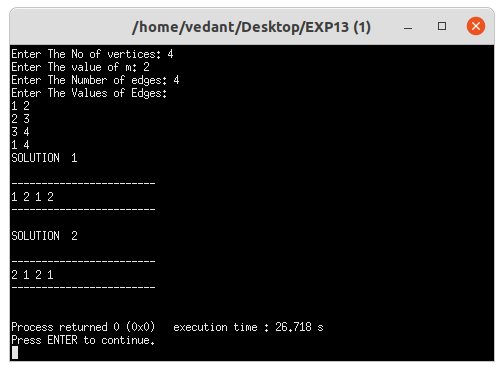 /home/vedant/Desktop/EXP13 (1)
Enter The No of vertices: 4
Enter The value of m: 2
Enter The Number of edges: 4
Enter The Values of Edges:
1 2
2 3
3 4
1 4
SOLUTION  1
------------------------
1 2 1 2
------------------------
SOLUTION  2
------------------------
2 1 2 1
------------------------
Process returned 0 (0x0)   execution time : 26.718 s
Press ENTER to continue.